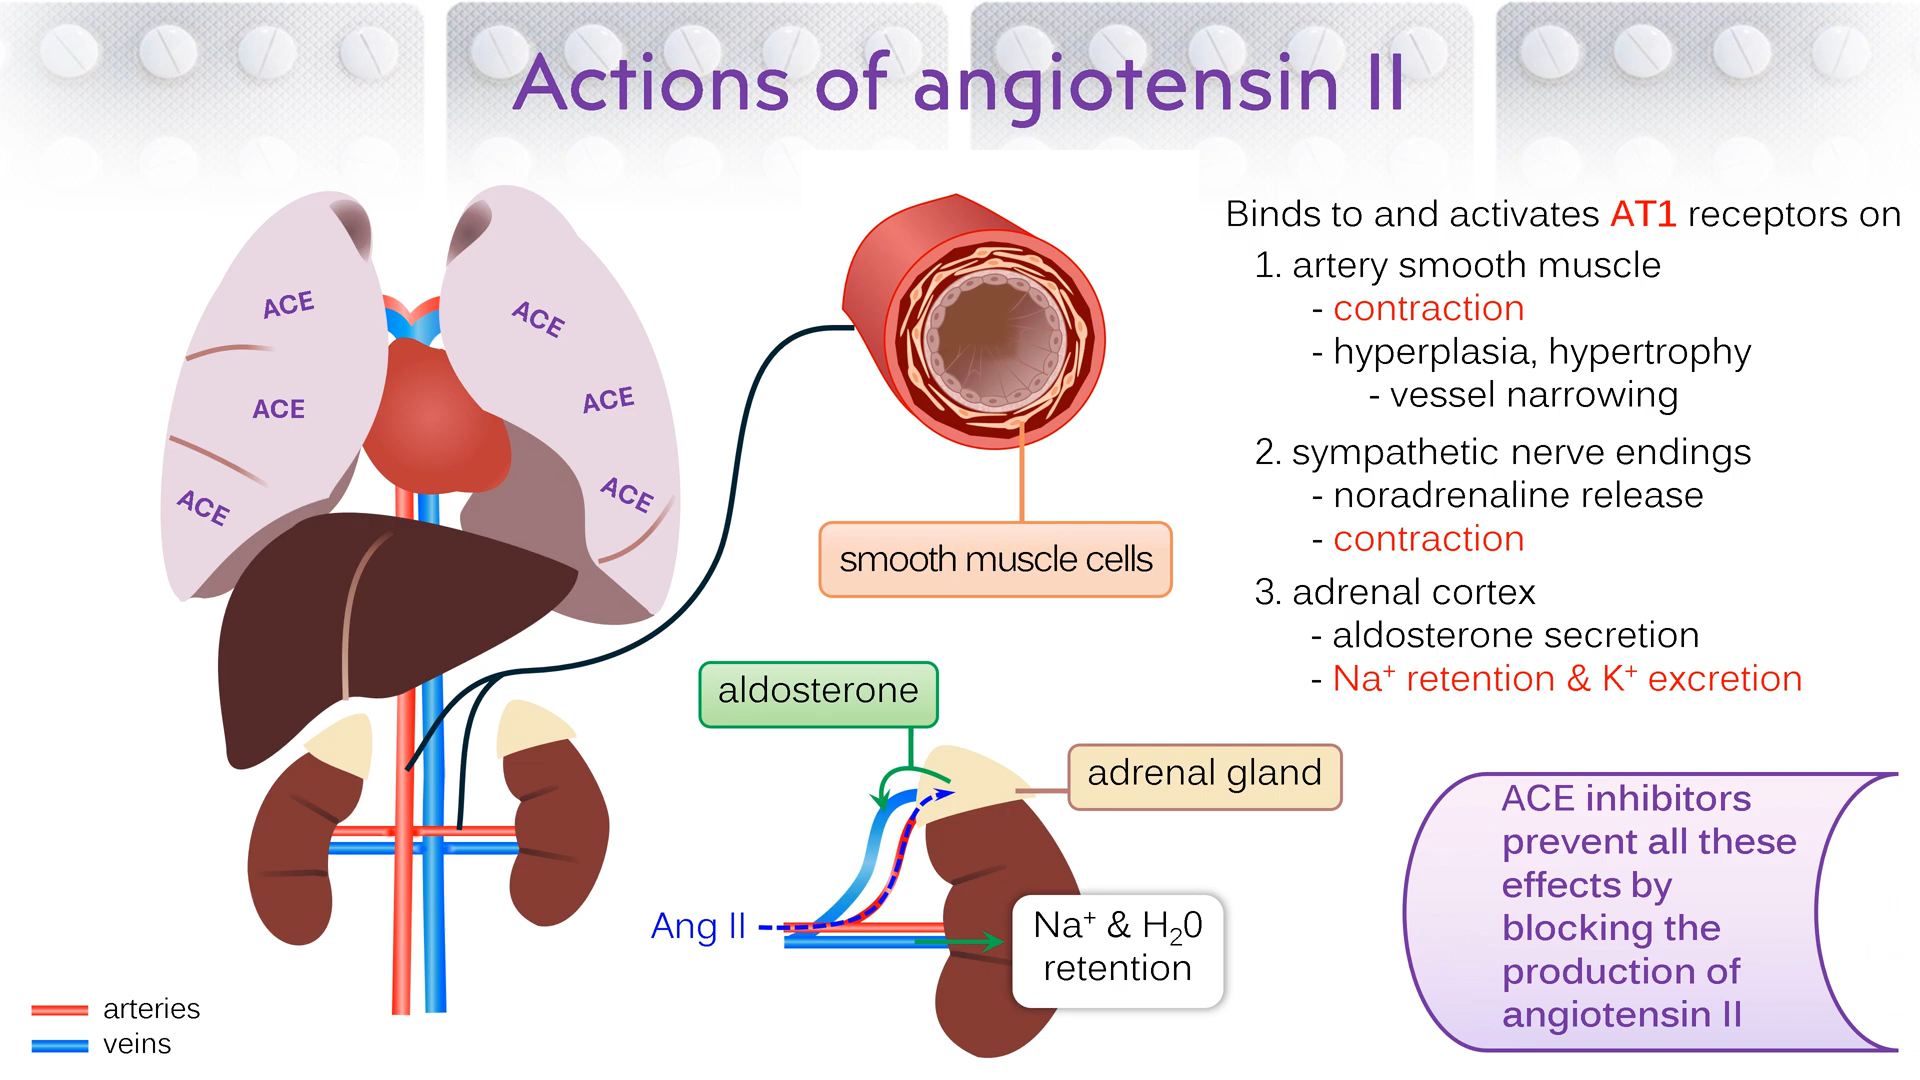 Actions of angiotensin II
Binds to and activates AT1 receptors on
1. artery smooth muscle
- contraction
- hyperplasia, hypertrophy
- vessel narrowing
2. sympathetic nerve endings
- noradrenaline release
- contraction
3. adrenal cortex
- aldosterone secretion
- Na⁺ retention & K⁺ excretion
ACE
ACE
ACE
ACE
ACE
ACE
smooth muscle cells
aldosterone
adrenal gland
Ang II
Na⁺ & H₂0
retention
arteries
veins
ACE inhibitors
prevent all these
effects by
blocking the
production of
angiotensin II